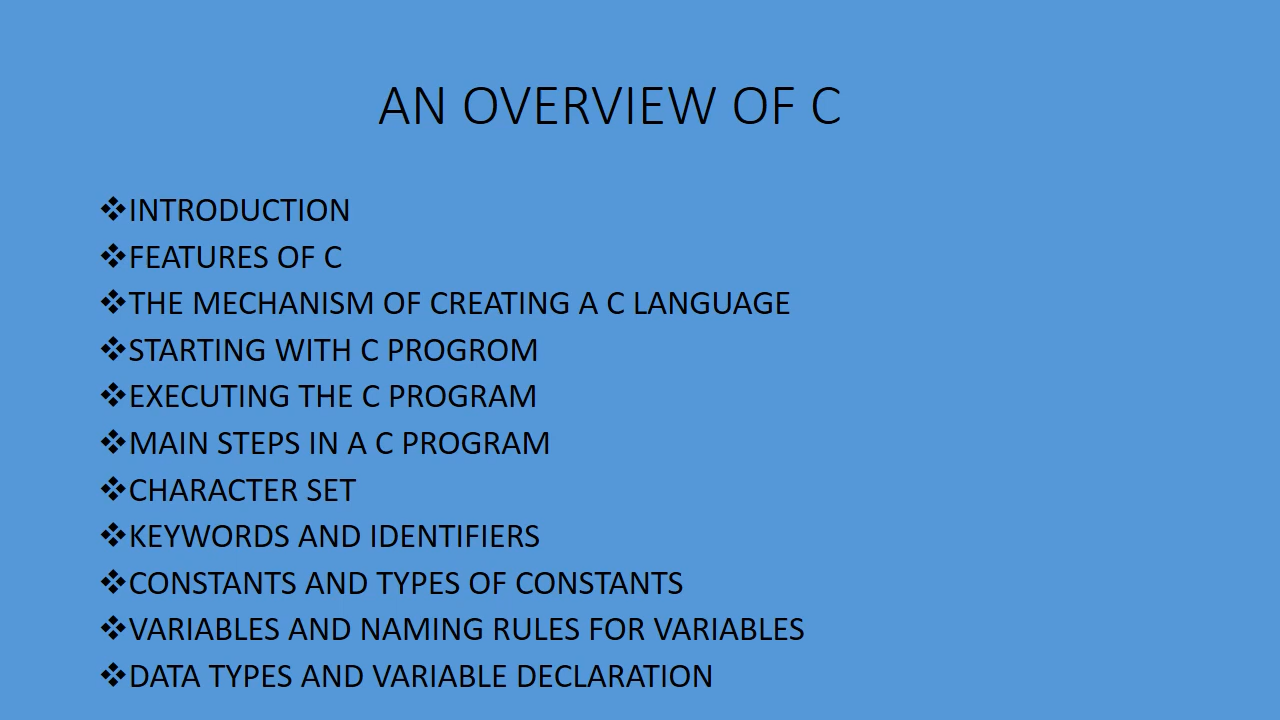 AN OVERVIEW OF C
❖INTRODUCTION
❖FEATURES OF C
❖THE MECHANISM OF CREATING A C LANGUAGE
❖STARTING WITH C PROGROM
❖EXECUTING THE C PROGRAM
❖MAIN STEPS IN A C PROGRAM
❖CHARACTER SET
❖KEYWORDS AND IDENTIFIERS
❖CONSTANTS AND TYPES OF CONSTANTS
❖VARIABLES AND NAMING RULES FOR VARIABLES
❖DATA TYPES AND VARIABLE DECLARATION